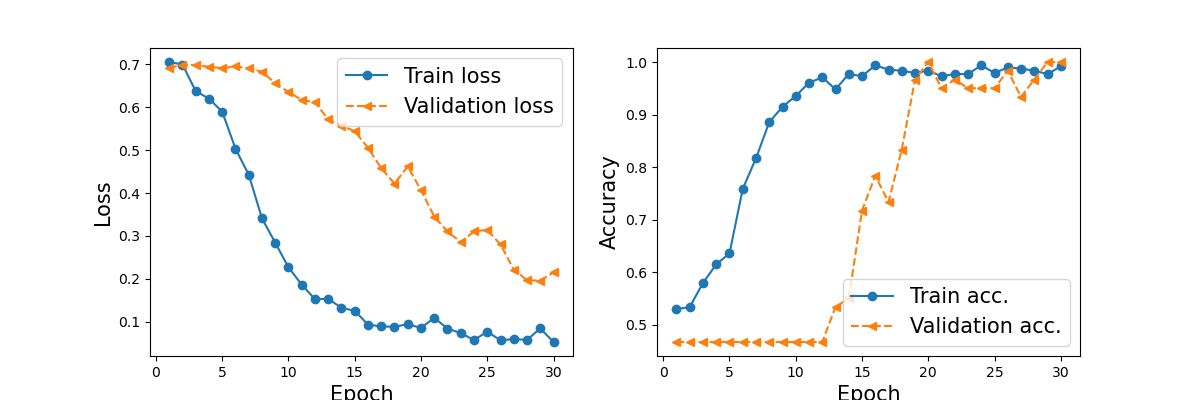 0.7
0.6
0.5
0.4
0.3
0.2
0.1
Loss
0 5 10 15 20 25 30
Epoch
Train loss
Validation loss
1.0
0.9
0.8
0.7
0.6
0.5
Accuracy
0 5 10 15 20 25 30
Epoch
Train acc.
Validation acc.